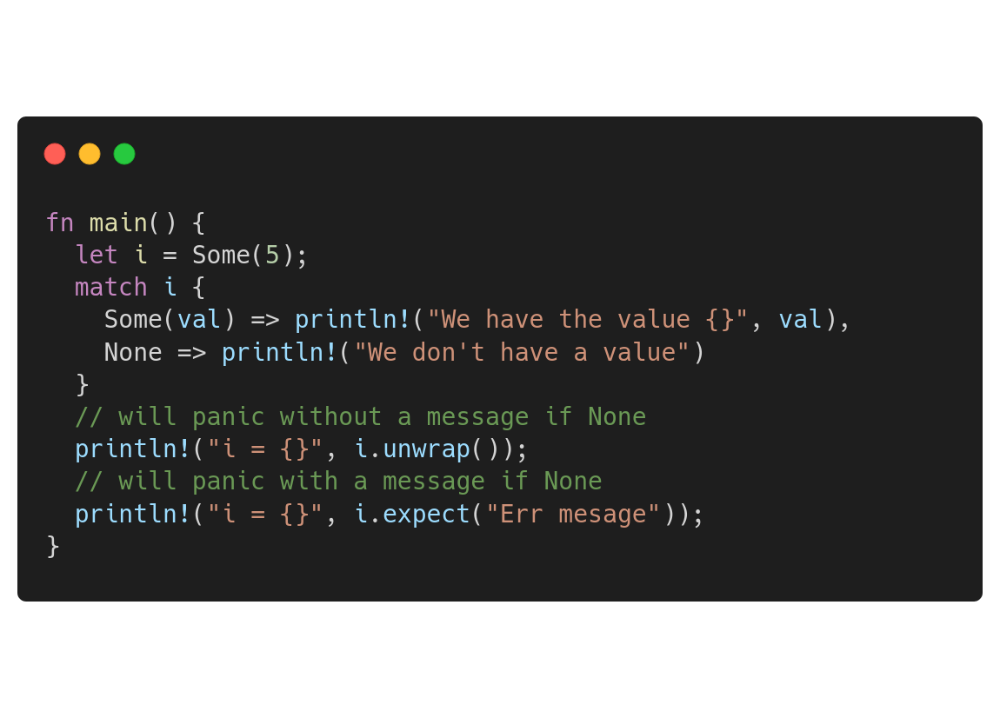 fn main() {
  let i = Some(5);
  match i {
    Some(val) => println!("We have the value {}", val),
    None => println!("We don't have a value")
  }
  // will panic without a message if None
  println!("i = {}", i.unwrap());
  // will panic with a message if None
  println!("i = {}", i.expect("Err mesage"));
}